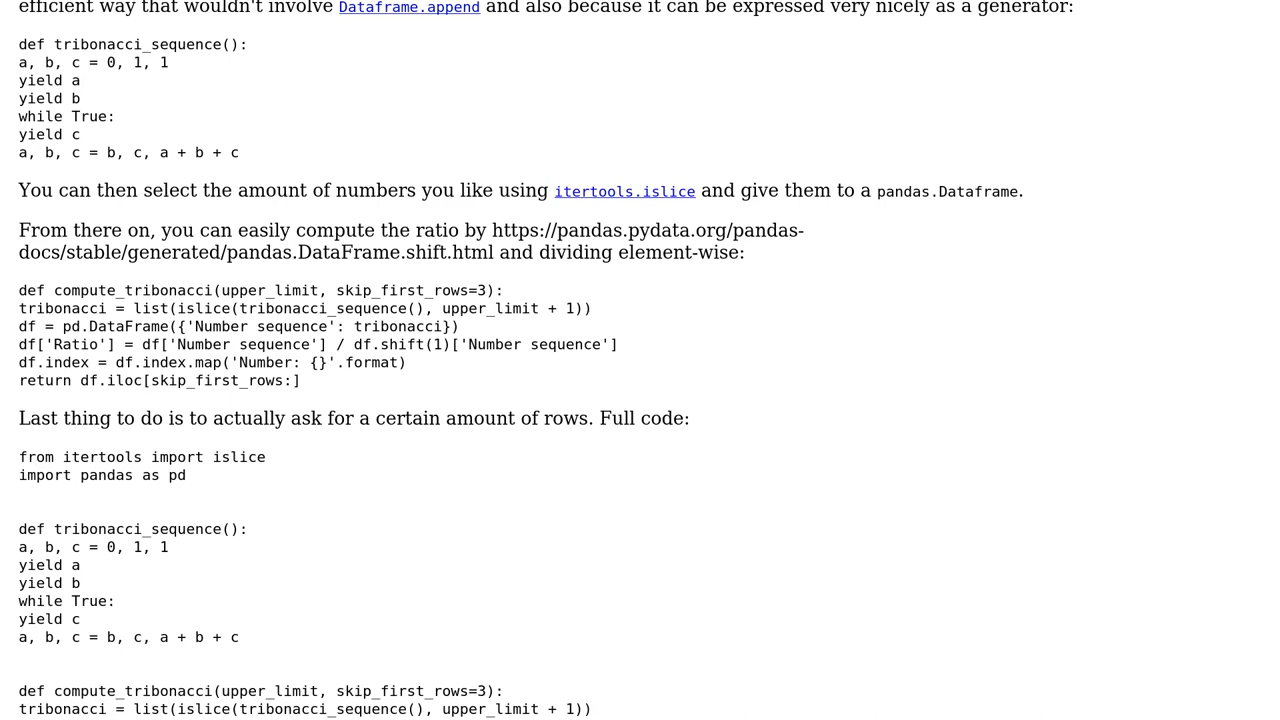 efficient way that wouldn't involve Dataframe.append and also because it can be expressed very nicely as a generator:
def tribonacci_sequence():
a, b, c = 0, 1, 1
yield a
yield b
while True:
yield c
a, b, c = b, c, a + b + c
You can then select the amount of numbers you like using itertools.islice and give them to a pandas.Dataframe.
From there on, you can easily compute the ratio by https://pandas.pydata.org/pandas-
docs/stable/generated/pandas.DataFrame.shift.html and dividing element-wise:
def compute_tribonacci(upper_limit, skip_first_rows=3):
tribonacci = list(islice(tribonacci_sequence(), upper_limit + 1))
df = pd.DataFrame({'Number sequence': tribonacci})
df['Ratio'] = df['Number sequence'] / df.shift(1)['Number sequence']
df.index = df.index.map('Number: {}'.format)
return df.iloc[skip_first_rows:]
Last thing to do is to actually ask for a certain amount of rows. Full code:
from itertools import islice
import pandas as pd
def tribonacci_sequence():
a, b, c = 0, 1, 1
yield a
yield b
while True:
yield c
a, b, c = b, c, a + b + c
def compute_tribonacci(upper_limit, skip_first_rows=3):
tribonacci = list(islice(tribonacci_sequence(), upper_limit + 1))